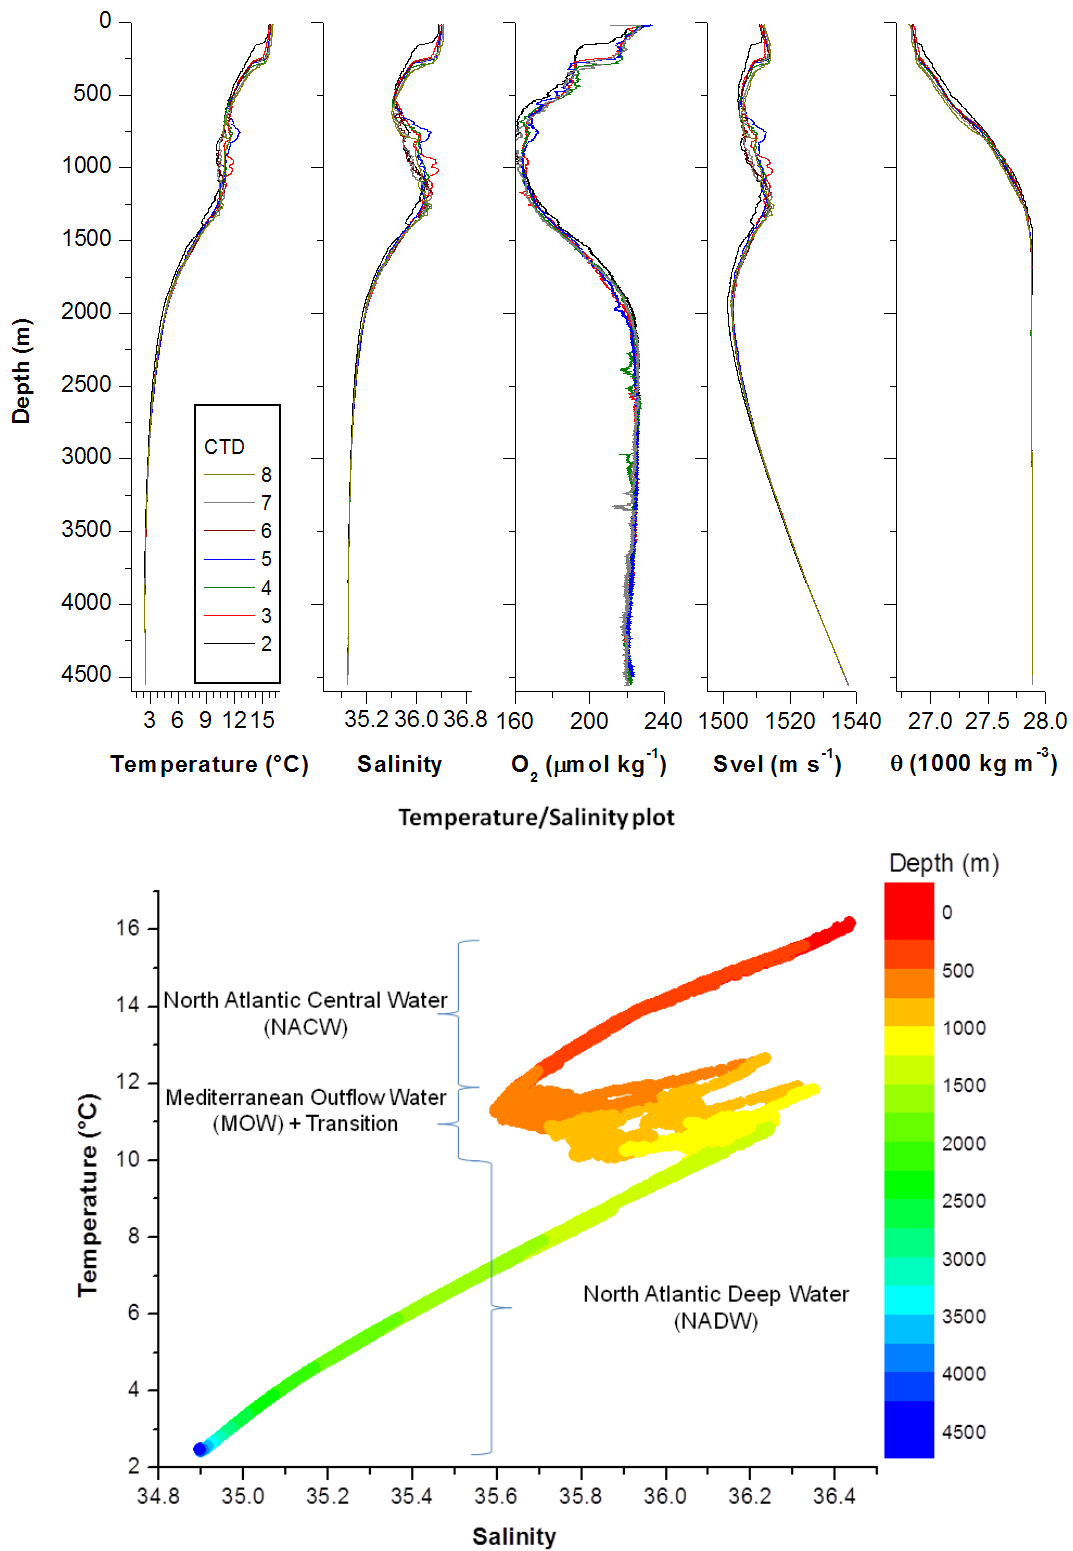 0
500
1000
1500
2000
2500
3000
3500
4000
4500
Depth (m)
CTD
8
7
6
5
4
3
2
3 6 9 12 15
35.2 36.0 36.8
160 200 240
1500 1520 1540
27.0 27.5 28.0
Temperature (°C)
Salinity
O2 (µmol kg-1)
Svel (m s-1)
θ (1000 kg m-3)
Temperature/Salinity plot
Depth (m)
0
500
1000
1500
2000
2500
3000
3500
4000
4500
16
14
12
10
8
6
4
2
Temperature (°C)
North Atlantic Central Water
(NACW)
Mediterranean Outflow Water
(MOW) + Transition
North Atlantic Deep Water
(NADW)
34.8 35.0 35.2 35.4 35.6 35.8 36.0 36.2 36.4
Salinity